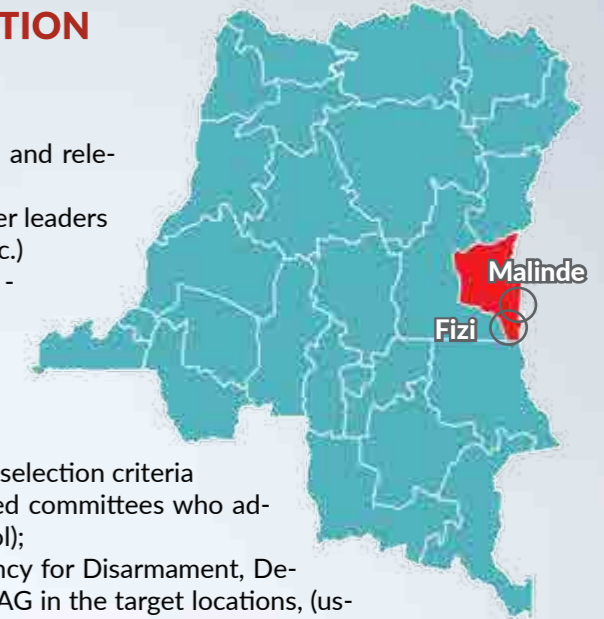 TION
and rele-
er leaders
c.)
-
Malinde
Fizi
selection criteria
ed committees who ad-
ol);
ncy for Disarmament, De-
AG in the target locations, (us-